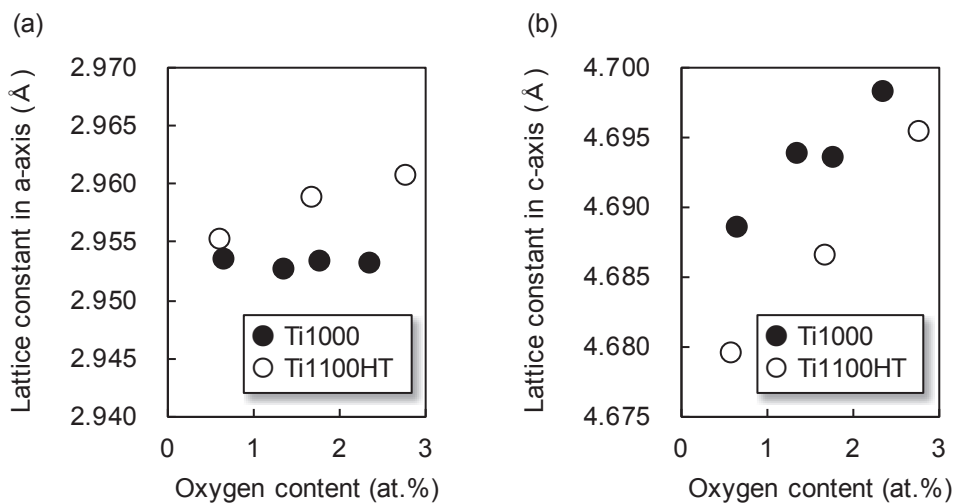 (a)
Lattice constant in a-axis (Å)
2.970
2.965
2.960
2.955
2.950
2.945
2.940
Ti1000
Ti1100HT
0 1 2 3
Oxygen content (at.%)
(b)
Lattice constant in c-axis (Å)
4.700
4.695
4.690
4.685
4.680
4.675
Ti1000
Ti1100HT
0 1 2 3
Oxygen content (at.%)